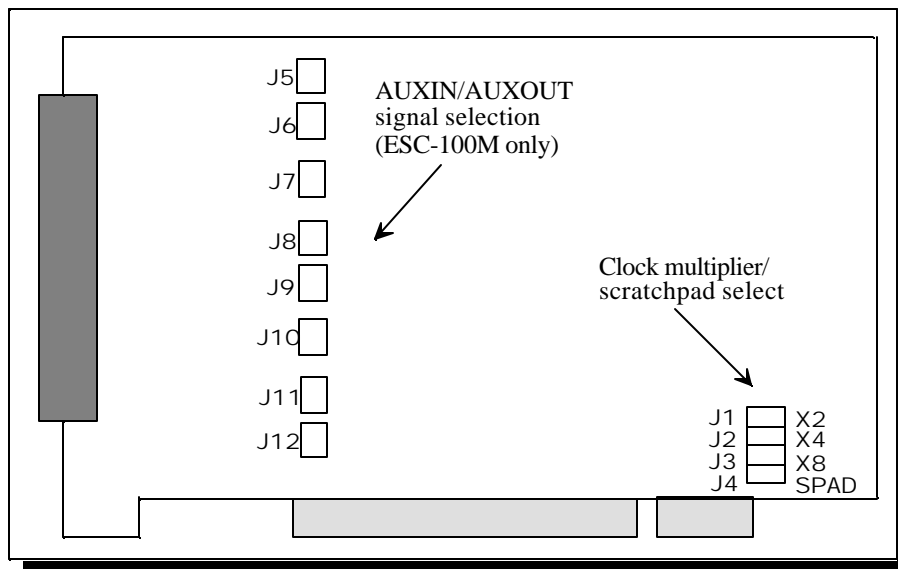 J5
J6
J7
J8
J9
J10
J11
J12
AUXIN/AUXOUT
signal selection
(ESC-100M only)
Clock multiplier/
scratchpad select
J1 X2
J2 X4
J3 X8
J4 SPAD